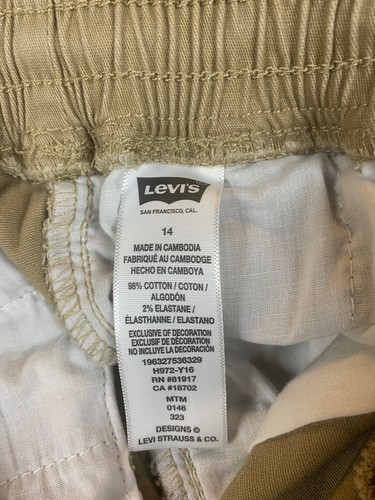 LEVI'S
SAN FRANCISCO, CAL.
14
MADE IN CAMBODIA
FABRIQUÉ AU CAMBODGE
HECHO EN CAMBOYA
98% COTTON / COTON /
ALGODÓN
2% ELASTANE /
ÉLASTHANNE / ELASTANO
EXCLUSIVE OF DECORATION
EXCLUSIF DE DÉCORATION
NO INCLUYE LA DECORACIÓN
196327536329
H972-Y16
RN #81917
CA #18702
MTM
0146
323
DESIGNS ©
LEVI STRAUSS & CO.